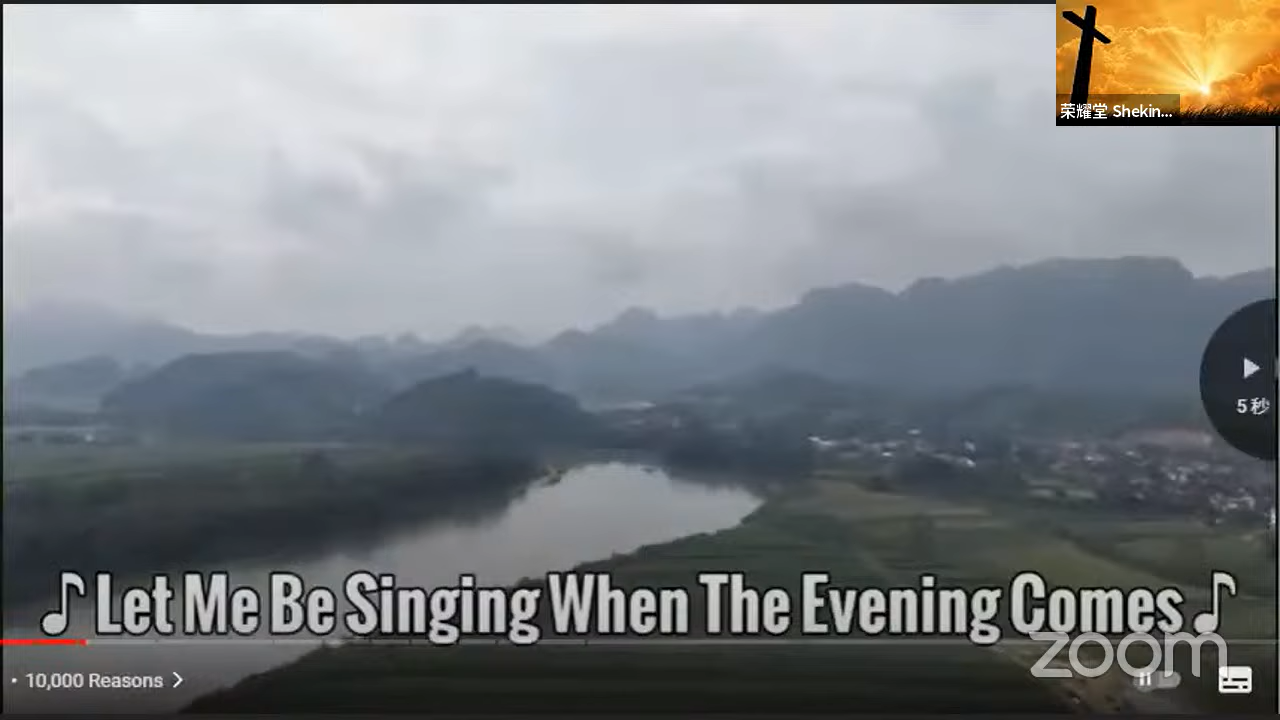 荣耀堂 Shekin...
5 秒
♪ Let Me Be Singing When The Evening Comes ♪
zoom
• 10,000 Reasons